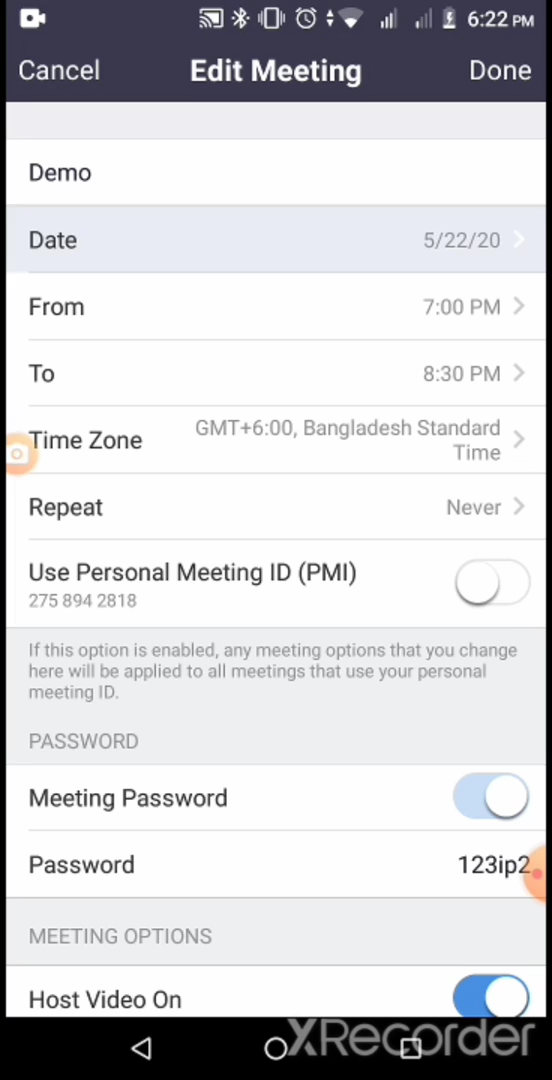 6:22 PM
Cancel Edit Meeting Done
Demo
Date 5/22/20
From 7:00 PM
To 8:30 PM
Time Zone GMT+6:00, Bangladesh Standard
Time
Repeat Never
Use Personal Meeting ID (PMI)
275 894 2818
If this option is enabled, any meeting options that you change
here will be applied to all meetings that use your personal
meeting ID.
PASSWORD
Meeting Password
Password 123ip2
MEETING OPTIONS
Host Video On
XRecorder